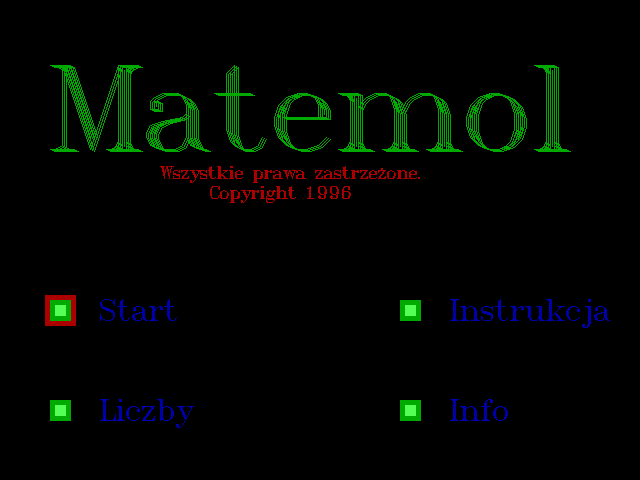 Matemol
Wszystkie prawa zastrzeżone.
Copyright 1996
Start
Instrukcja
Liczby
Info